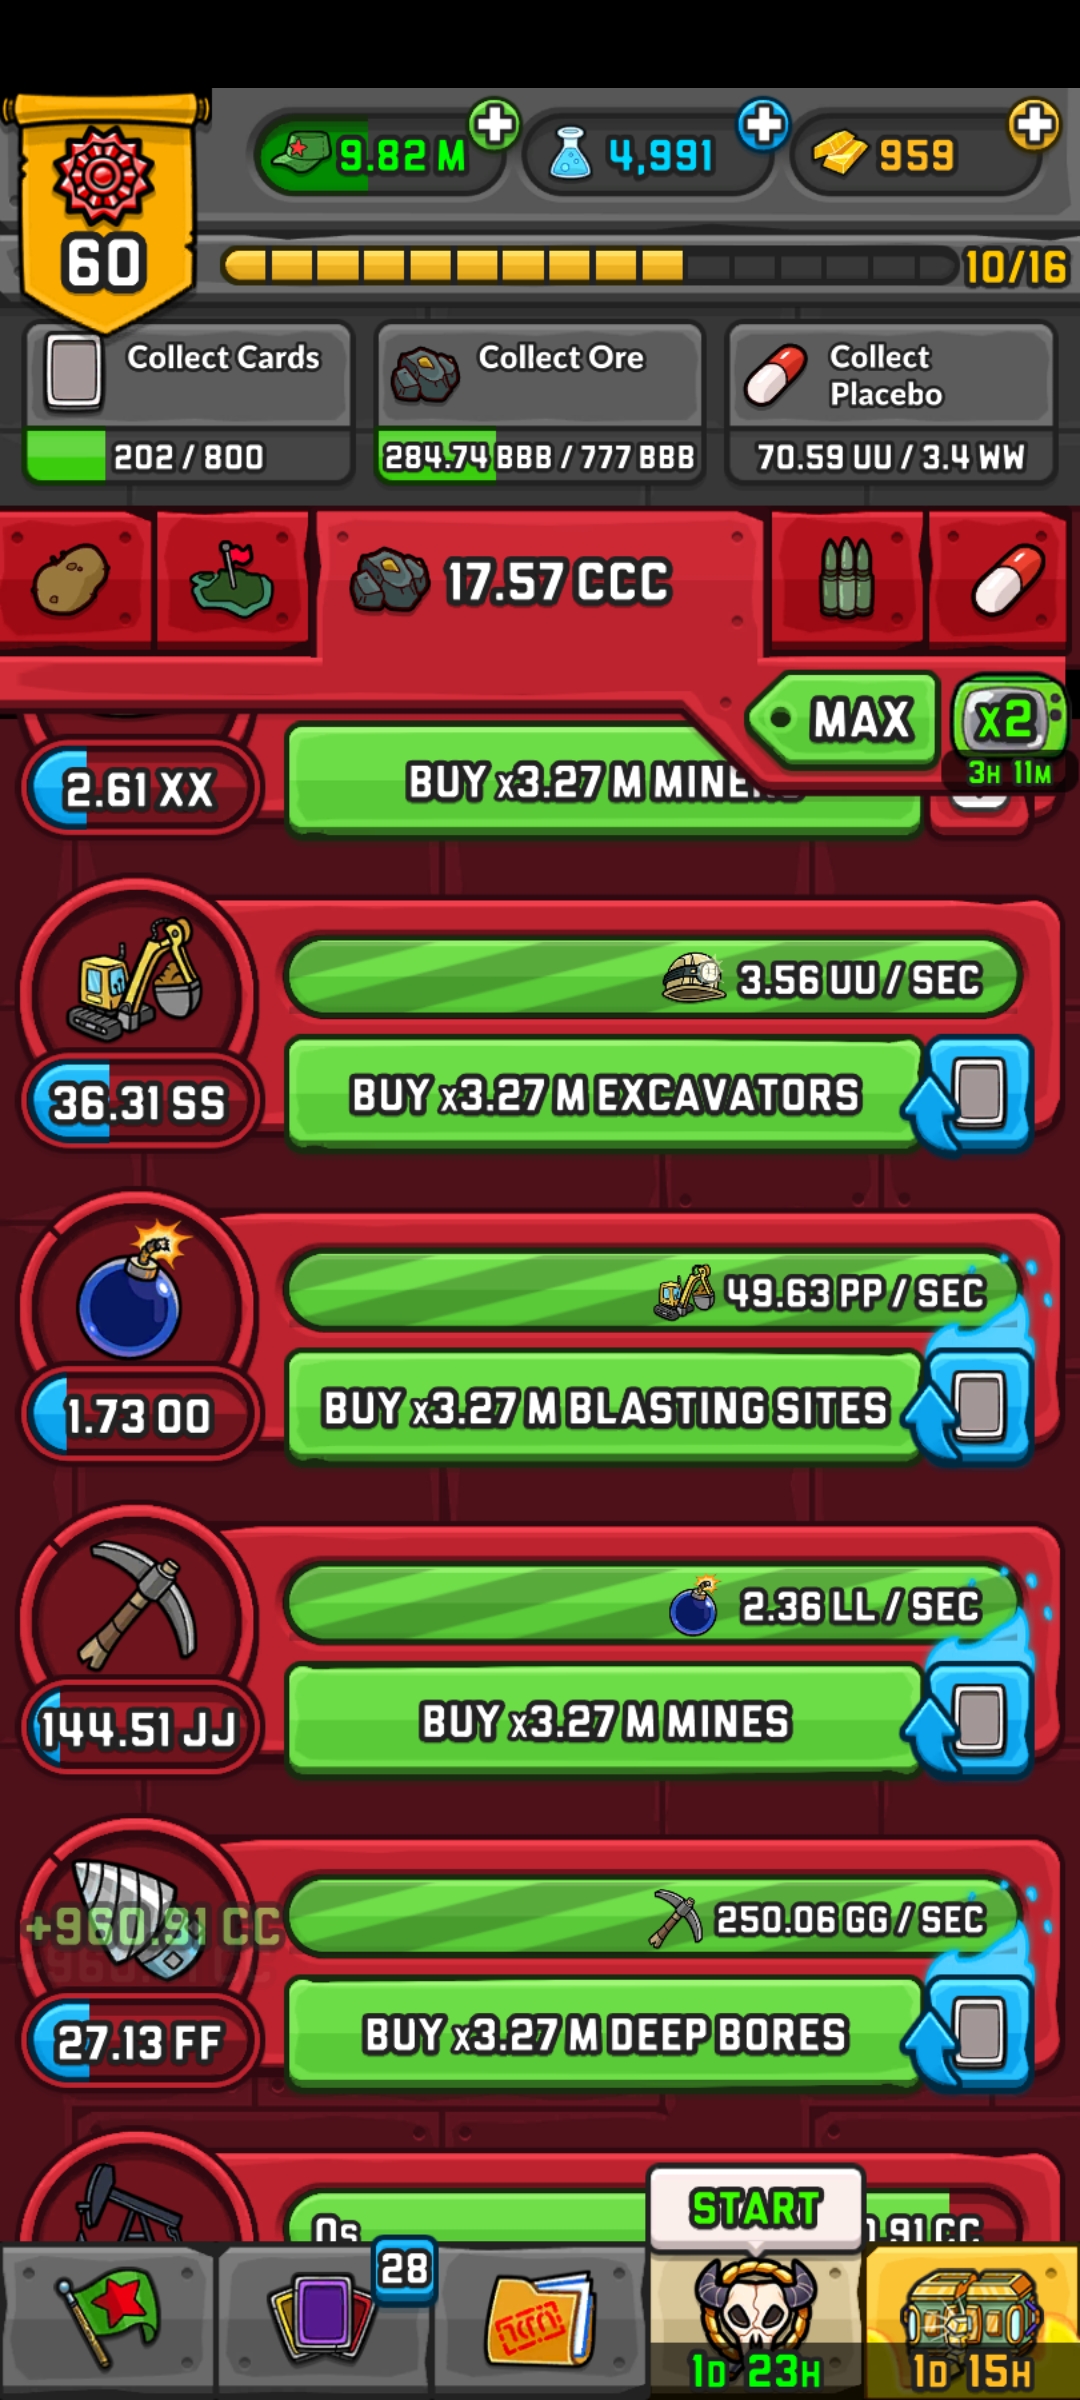 9.82 M
4,991
959
60
10/16
Collect Cards
202 / 800
Collect Ore
284.74 BBB / 777 BBB
Collect
Placebo
70.59 UU / 3.4 WW
17.57 CCC
MAX
x2
3H 11M
2.61 XX
BUY x3.27 M
3.56 UU / SEC
36.31 SS
BUY x3.27 M EXCAVATORS
49.63 PP / SEC
1.73 OO
BUY x3.27 M BLASTING SITES
2.36 LL / SEC
144.51 JJ
BUY x3.27 M MINES
+960.91 CC
250.06 GG / SEC
27.13 FF
BUY x3.27 M DEEP BORES
0s
START
28
1D 23H
1D 15H